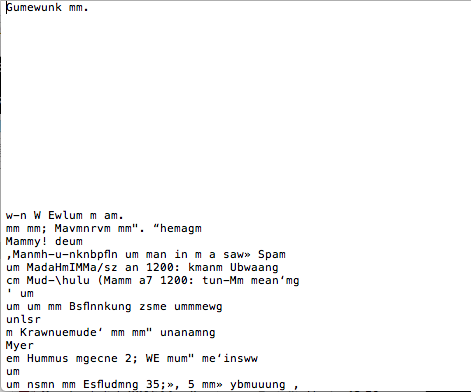 Gumewunk mm.
w-n W Ewlum m am.
mm mm; Mavmnrvm mm". “hemagm
Mammy! deum
,Manmh-u-nknbpﬂn um man in m a saw» Spam
um MadaHmIMMa/sz an 1200: kmanm Ubwaang
cm Mud-\hulu (Mamm a7 1200: tun-Mm mean‘mg
' um
um um mm Bsﬂnnkung zsme ummewg
unlsr
m Krawnuemude‘ mm mm" unanamng
Myer
em Hummus mgecne 2; WE mum" me‘insww
um
um nsmn mm Esﬂudmng 35;», 5 mm» ybmuuung ,